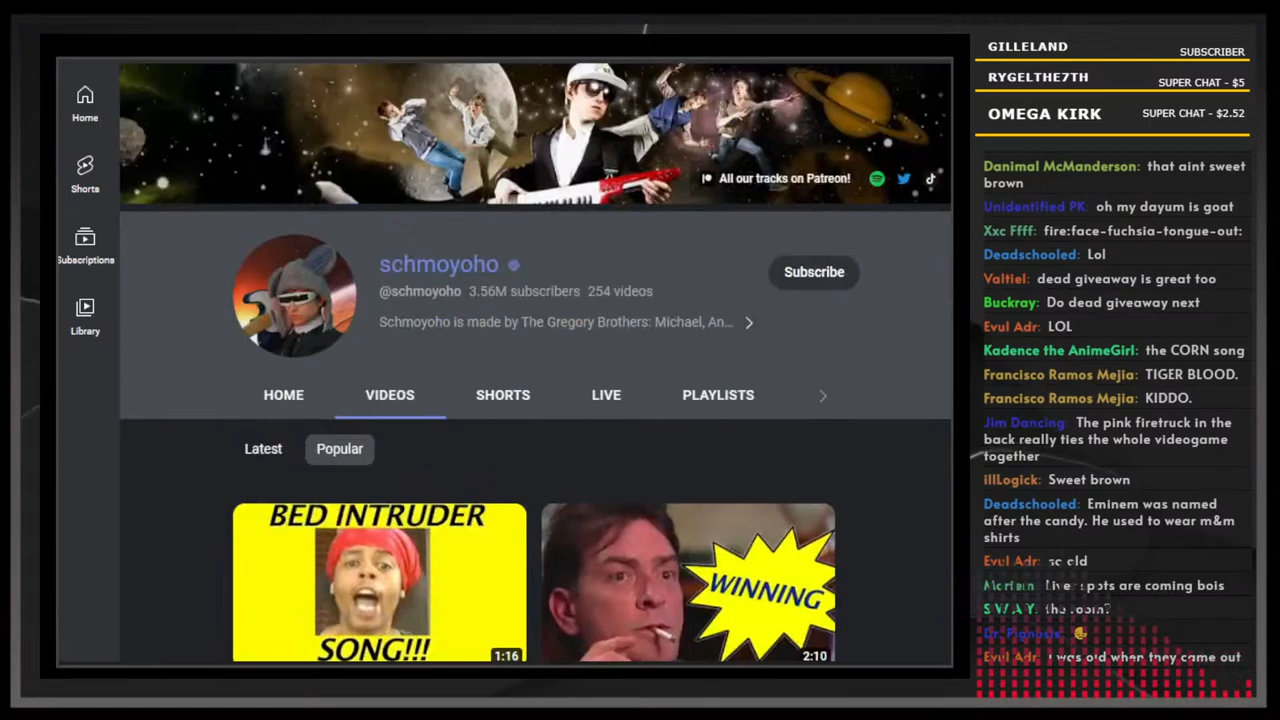 Home
Shorts
Subscriptions
Library
All our tracks on Patreon!
schmoyoho
@schmoyoho 3.56M subscribers 254 videos
Schmoyoho is made by The Gregory Brothers: Michael, An...
Subscribe
HOME VIDEOS SHORTS LIVE PLAYLISTS
Latest Popular
BED INTRUDER
SONG!!!
1:16
WINNING
2:10
GILLELAND SUBSCRIBER
RYGELTHE7TH SUPER CHAT - $5
OMEGA KIRK SUPER CHAT - $2.52
Danimal McManderson: that aint sweet
brown
Unidentified PK: oh my dayum is goat
Xxc Ffff: fire:face-fuchsia-tongue-out:
Deadschooled: Lol
Valtiel: dead giveaway is great too
Buckray: Do dead giveaway next
Evul Adr: LOL
Kadence the AnimeGirl: the CORN song
Francisco Ramos Mejia: TIGER BLOOD.
Francisco Ramos Mejia: KIDDO.
Jim Dancing: The pink firetruck in the
back really ties the whole videogame
together
illLogick: Sweet brown
Deadschooled: Eminem was named
after the candy. He used to wear m&m
shirts
Evul Adr: so old
Liver spots are coming bois
S W A Y: the room?
Evul Adr: I was old when they came out